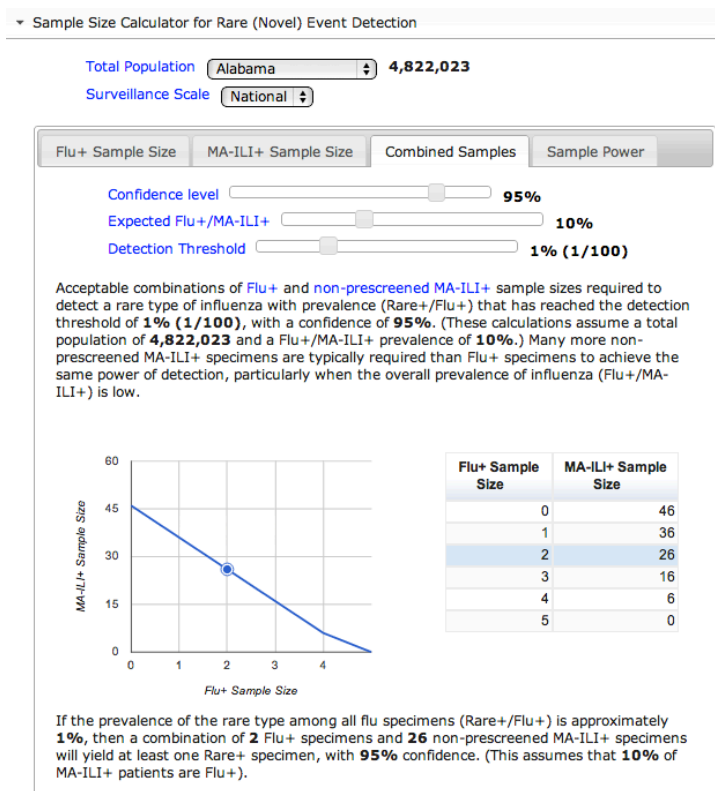 Sample Size Calculator for Rare (Novel) Event Detection
Total Population Alabama 4,822,023
Surveillance Scale National
Flu+ Sample Size MA-ILI+ Sample Size Combined Samples Sample Power
Confidence level 95%
Expected Flu+/MA-ILI+ 10%
Detection Threshold 1% (1/100)
Acceptable combinations of Flu+ and non-prescreened MA-ILI+ sample sizes required to
detect a rare type of influenza with prevalence (Rare+/Flu+) that has reached the detection
threshold of 1% (1/100), with a confidence of 95%. (These calculations assume a total
population of 4,822,023 and a Flu+/MA-ILI+ prevalence of 10%.) Many more non-
prescreened MA-ILI+ specimens are typically required than Flu+ specimens to achieve the
same power of detection, particularly when the overall prevalence of influenza (Flu+/MA-
ILI+) is low.
60
45
30
15
0
MA-ILI+ Sample Size
0 1 2 3 4
Flu+ Sample Size
Flu+ Sample MA-ILI+ Sample
Size Size
0 46
1 36
2 26
3 16
4 6
5 0
If the prevalence of the rare type among all flu specimens (Rare+/Flu+) is approximately
1%, then a combination of 2 Flu+ specimens and 26 non-prescreened MA-ILI+ specimens
will yield at least one Rare+ specimen, with 95% confidence. (This assumes that 10% of
MA-ILI+ patients are Flu+).